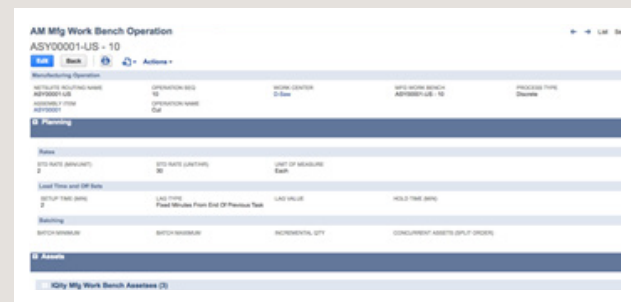 AM Mfg Work Bench Operation
List
ASY00001-US - 10
Edit Back Actions
Manufacturing Operation
NETSUITE ROUTING NAME OPERATION SEQ WORK CENTER MFG WORK BENCH PROCESS TYPE
ASY00001-US 10 D-Saw ASY00001-US - 10 Discrete
ASSEMBLY ITEM OPERATION NAME
ASY00001 Cut
Planning
Rates
STD RATE (MIN/UNIT) STD RATE (UNIT/HR) UNIT OF MEASURE
2 30 Each
Lead Time and Off Sets
SETUP TIME (MIN) LAG TYPE LAG VALUE HOLD TIME (MIN)
2 Fixed Minutes From End Of Previous Task
Batching
BATCH MINIMUM BATCH MAXIMUM INCREMENTAL QTY CONCURRENT ASSETS (SPLIT ORDER)
Assets
IQity Mfg Work Bench Assetses (3)